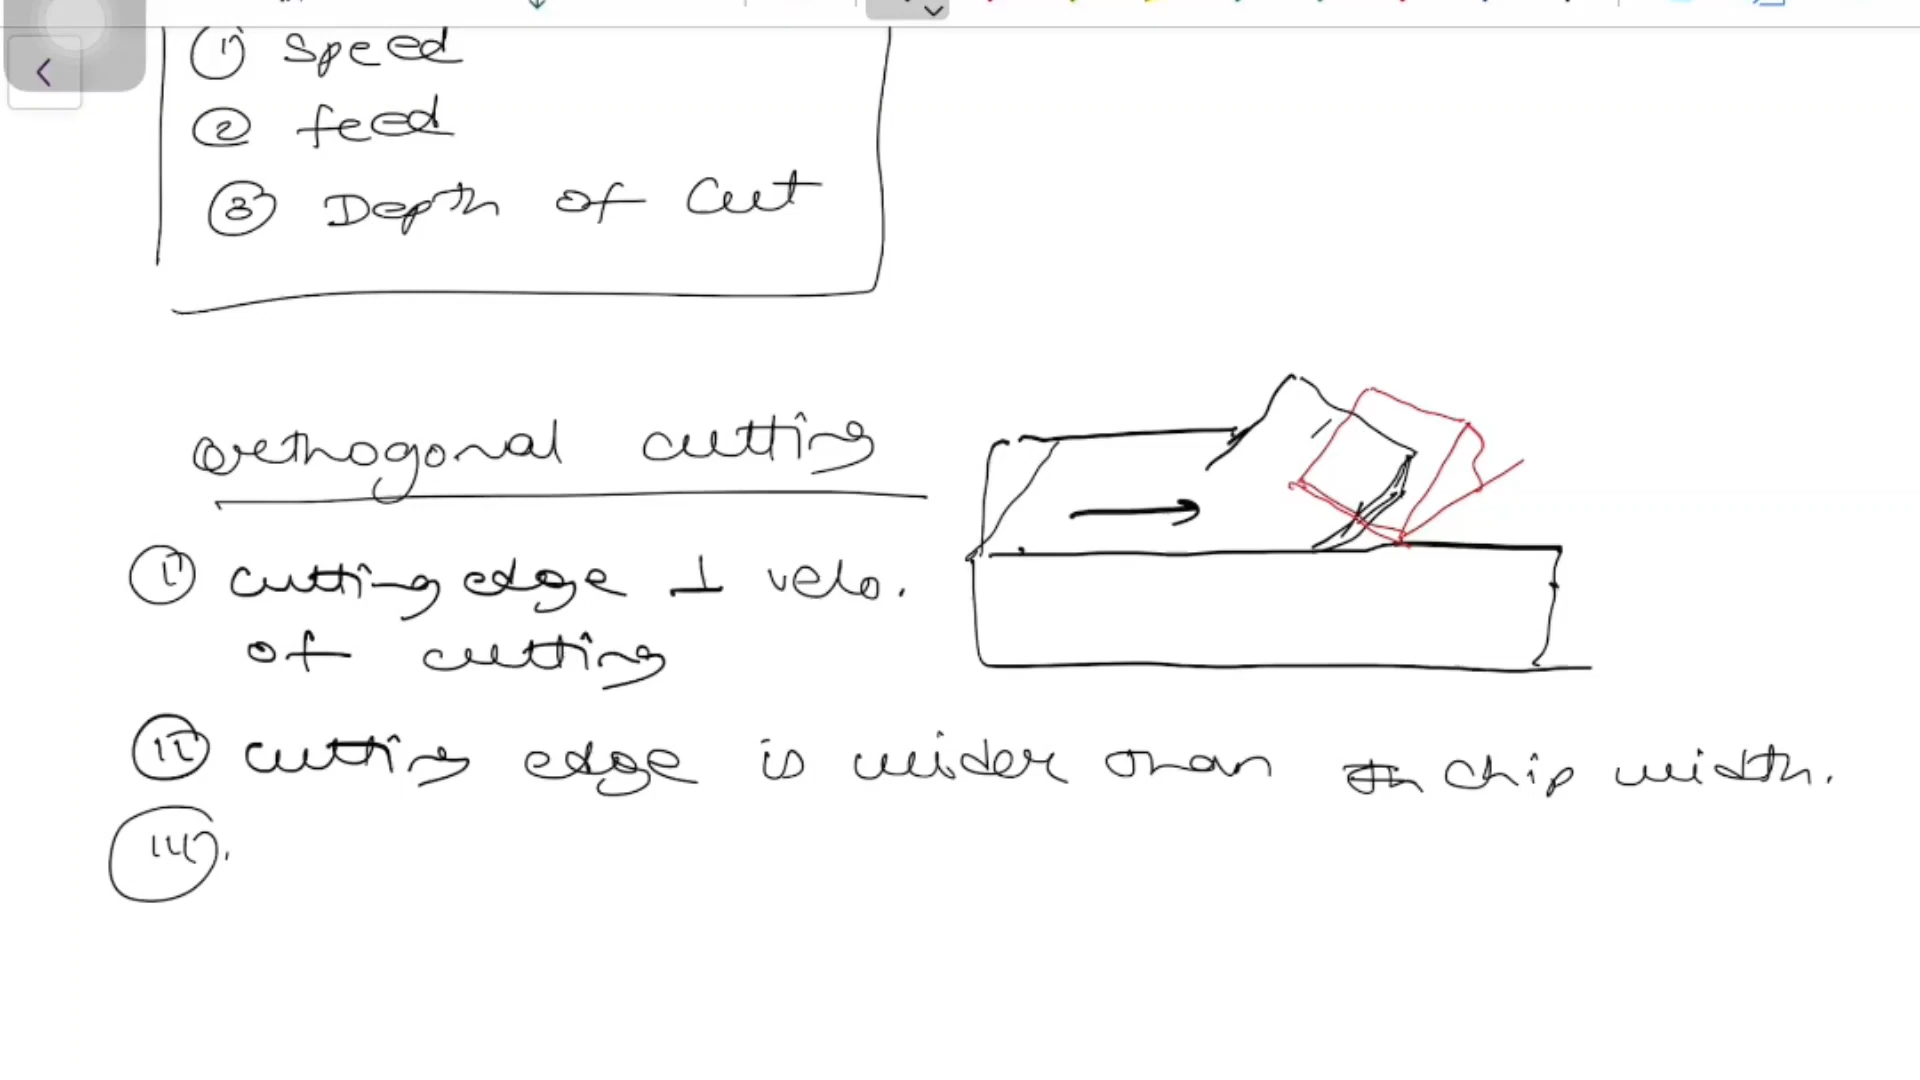 ① Speed
② feed
③ Depth of Cut
orthogonal cutting
ⓘ cutting edge ⊥ velo.
of cutting
ⓘⓘ cutting edge is wider than chip width.
(iii).